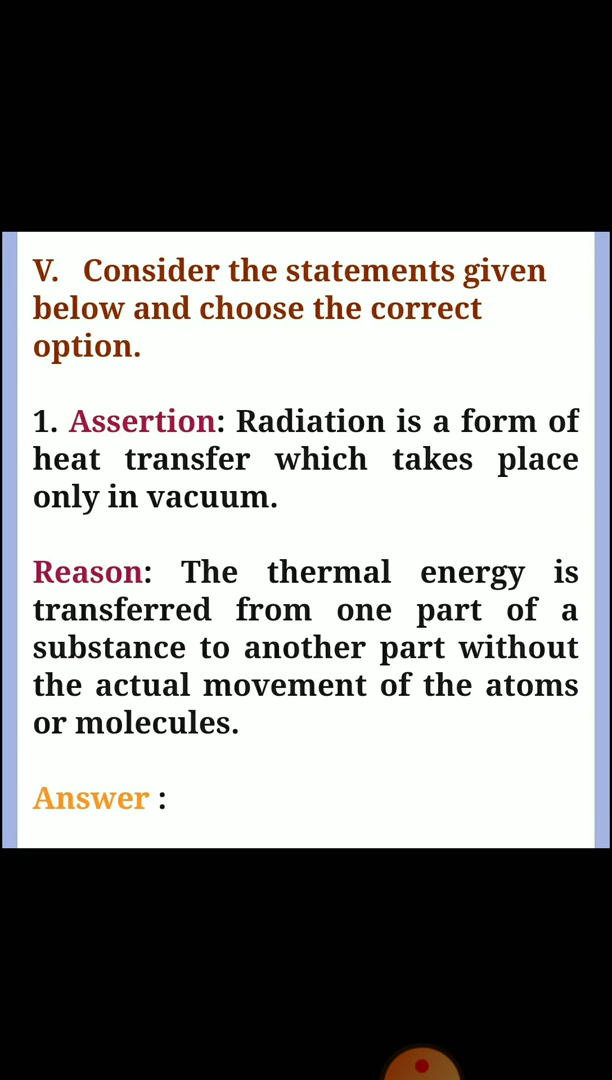 V. Consider the statements given
below and choose the correct
option.
1. Assertion: Radiation is a form of
heat transfer which takes place
only in vacuum.
Reason: The thermal energy is
transferred from one part of a
substance to another part without
the actual movement of the atoms
or molecules.
Answer :